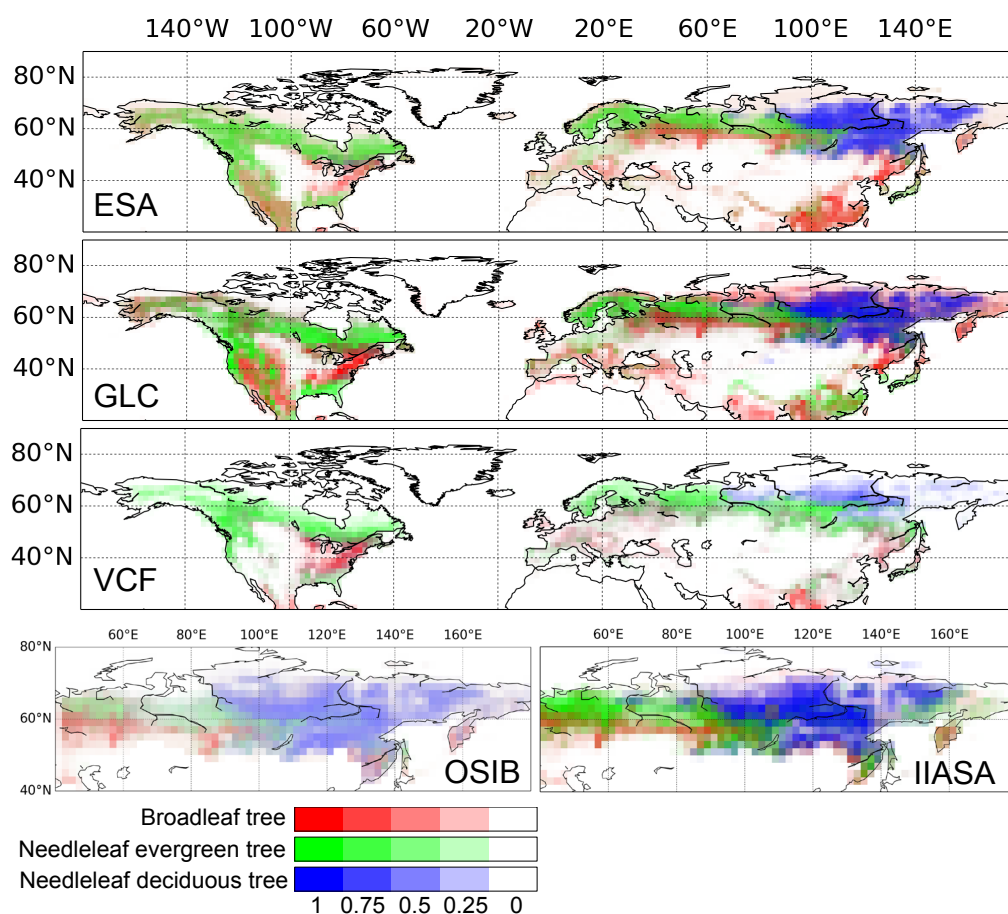 140°W 100°W 60°W 20°W 20°E 60°E 100°E 140°E
80°N
60°N
40°N
ESA
80°N
60°N
40°N
GLC
80°N
60°N
40°N
VCF
60°E 80°E 100°E 120°E 140°E 160°E
60°E 80°E 100°E 120°E 140°E 160°E
80°N
60°N
40°N
OSIB
IIASA
Broadleaf tree
Needleleaf evergreen tree
Needleleaf deciduous tree
1 0.75 0.5 0.25 0